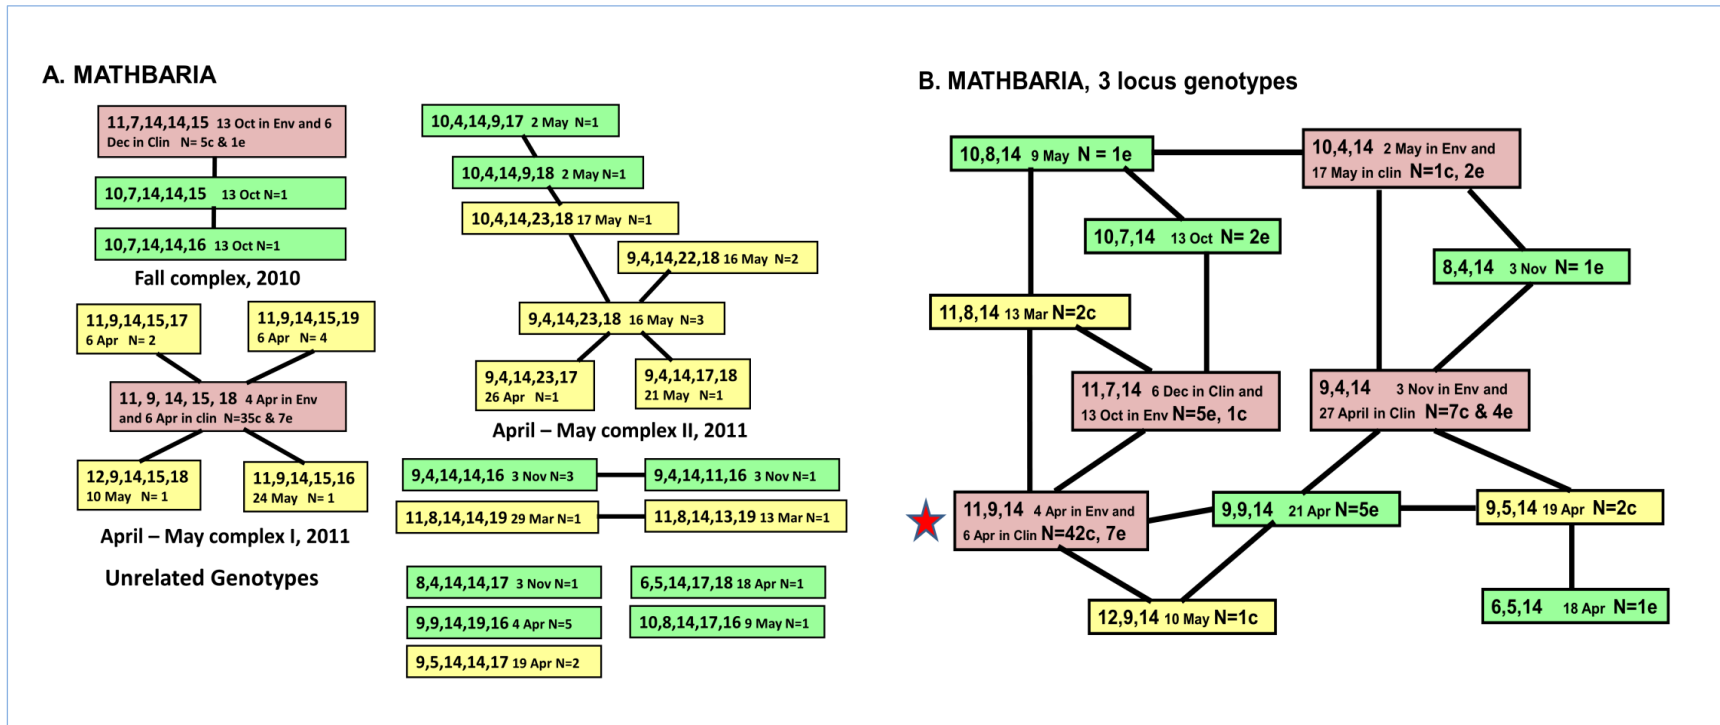 A. MATHBARIA
11,7,14,14,15 13 Oct in Env and 6
Dec in Clin N= 5c & 1e
10,7,14,14,15 13 Oct N=1
10,7,14,14,16 13 Oct N=1
Fall complex, 2010
11,9,14,15,17
6 Apr N= 2
11,9,14,15,19
6 Apr N= 4
11, 9, 14, 15, 18 4 Apr in Env
and 6 Apr in clin N=35c & 7e
12,9,14,15,18
10 May N= 1
11,9,14,15,16
24 May N= 1
April – May complex I, 2011
10,4,14,9,17 2 May N=1
10,4,14,9,18 2 May N=1
10,4,14,23,18 17 May N=1
9,4,14,22,18 16 May N=2
9,4,14,23,18 16 May N=3
9,4,14,23,17
26 Apr N=1
9,4,14,17,18
21 May N=1
April – May complex II, 2011
9,4,14,14,16 3 Nov N=3
9,4,14,11,16 3 Nov N=1
11,8,14,14,19 29 Mar N=1
11,8,14,13,19 13 Mar N=1
Unrelated Genotypes
8,4,14,14,17 3 Nov N=1
6,5,14,17,18 18 Apr N=1
9,9,14,19,16 4 Apr N=5
10,8,14,17,16 9 May N=1
9,5,14,14,17 19 Apr N=2
B. MATHBARIA, 3 locus genotypes
10,8,14 9 May N = 1e
10,4,14 2 May in Env and
17 May in clin N=1c, 2e
10,7,14 13 Oct N= 2e
8,4,14 3 Nov N= 1e
11,8,14 13 Mar N=2c
11,7,14 6 Dec in Clin and
13 Oct in Env N=5e, 1c
9,4,14 3 Nov in Env and
27 April in Clin N=7c & 4e
11,9,14 4 Apr in Env and
6 Apr in Clin N=42c, 7e
9,9,14 21 Apr N=5e
9,5,14 19 Apr N=2c
12,9,14 10 May N=1c
6,5,14 18 Apr N=1e